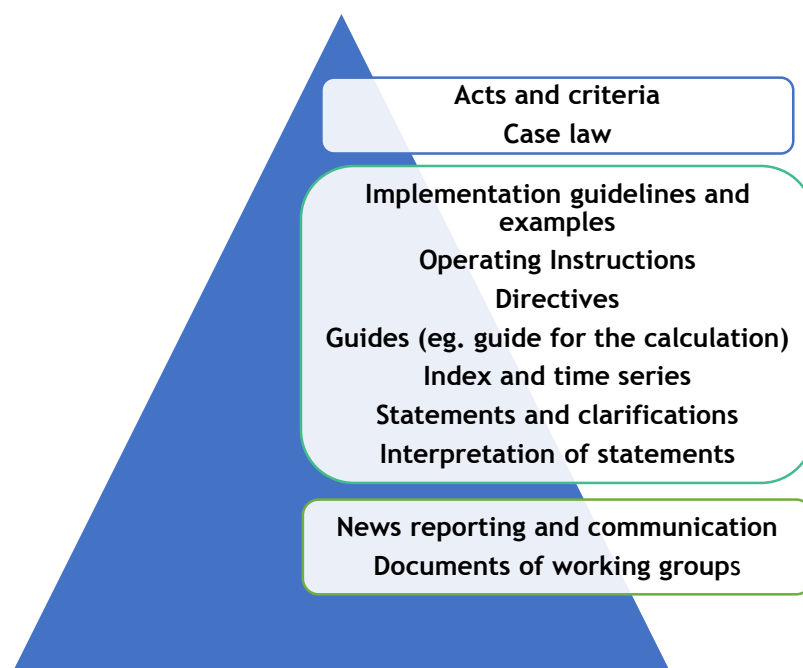 Acts and criteria
Case law
Implementation guidelines and
examples
Operating Instructions
Directives
Guides (eg. guide for the calculation)
Index and time series
Statements and clarifications
Interpretation of statements
News reporting and communication
Documents of working groups